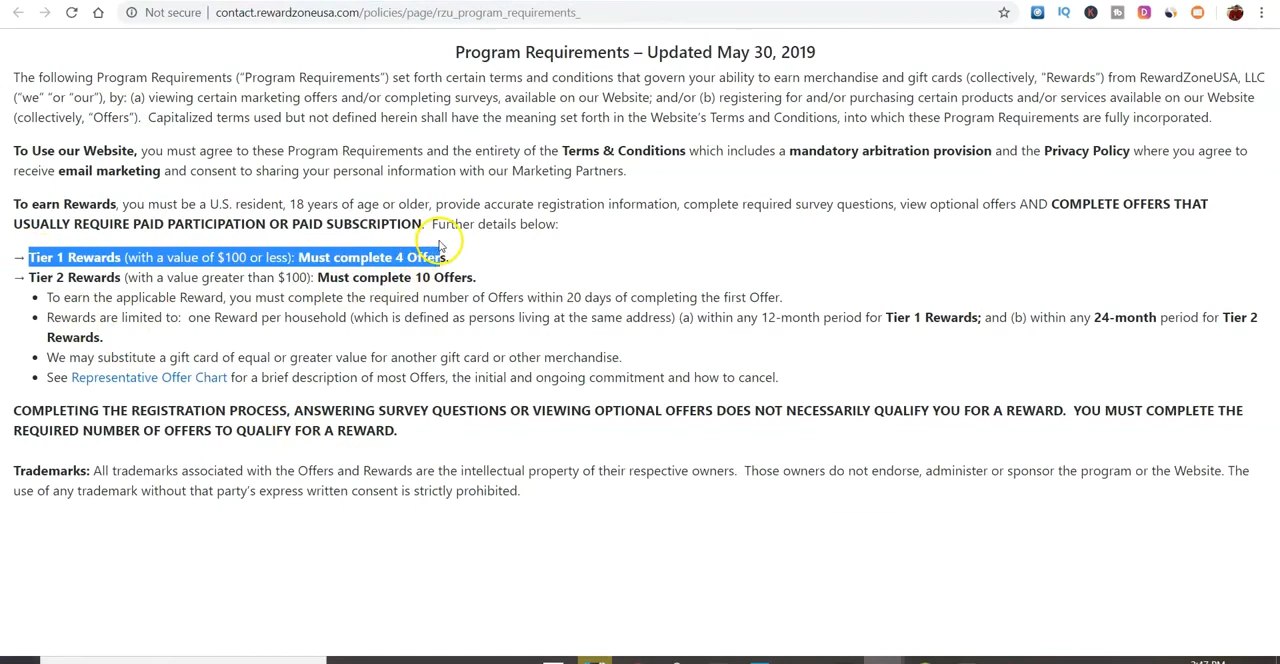 Not secure | contact.rewardzoneusa.com/policies/page/rzu_program_requirements_
Program Requirements – Updated May 30, 2019
The following Program Requirements (“Program Requirements”) set forth certain terms and conditions that govern your ability to earn merchandise and gift cards (collectively, “Rewards”) from RewardZoneUSA, LLC
(“we” “or “our”), by: (a) viewing certain marketing offers and/or completing surveys, available on our Website; and/or (b) registering for and/or purchasing certain products and/or services available on our Website
(collectively, “Offers”).  Capitalized terms used but not defined herein shall have the meaning set forth in the Website’s Terms and Conditions, into which these Program Requirements are fully incorporated.
To Use our Website, you must agree to these Program Requirements and the entirety of the Terms & Conditions which includes a mandatory arbitration provision and the Privacy Policy where you agree to
receive email marketing and consent to sharing your personal information with our Marketing Partners.
To earn Rewards, you must be a U.S. resident, 18 years of age or older, provide accurate registration information, complete required survey questions, view optional offers AND COMPLETE OFFERS THAT
USUALLY REQUIRE PAID PARTICIPATION OR PAID SUBSCRIPTION.  Further details below:
→ Tier 1 Rewards (with a value of $100 or less): Must complete 4 Offers.
→ Tier 2 Rewards (with a value greater than $100): Must complete 10 Offers.
• To earn the applicable Reward, you must complete the required number of Offers within 20 days of completing the first Offer.
• Rewards are limited to:  one Reward per household (which is defined as persons living at the same address) (a) within any 12-month period for Tier 1 Rewards; and (b) within any 24-month period for Tier 2
Rewards.
• We may substitute a gift card of equal or greater value for another gift card or other merchandise.
• See Representative Offer Chart for a brief description of most Offers, the initial and ongoing commitment and how to cancel.
COMPLETING THE REGISTRATION PROCESS, ANSWERING SURVEY QUESTIONS OR VIEWING OPTIONAL OFFERS DOES NOT NECESSARILY QUALIFY YOU FOR A REWARD.  YOU MUST COMPLETE THE
REQUIRED NUMBER OF OFFERS TO QUALIFY FOR A REWARD.
Trademarks: All trademarks associated with the Offers and Rewards are the intellectual property of their respective owners.  Those owners do not endorse, administer or sponsor the program or the Website. The
use of any trademark without that party’s express written consent is strictly prohibited.